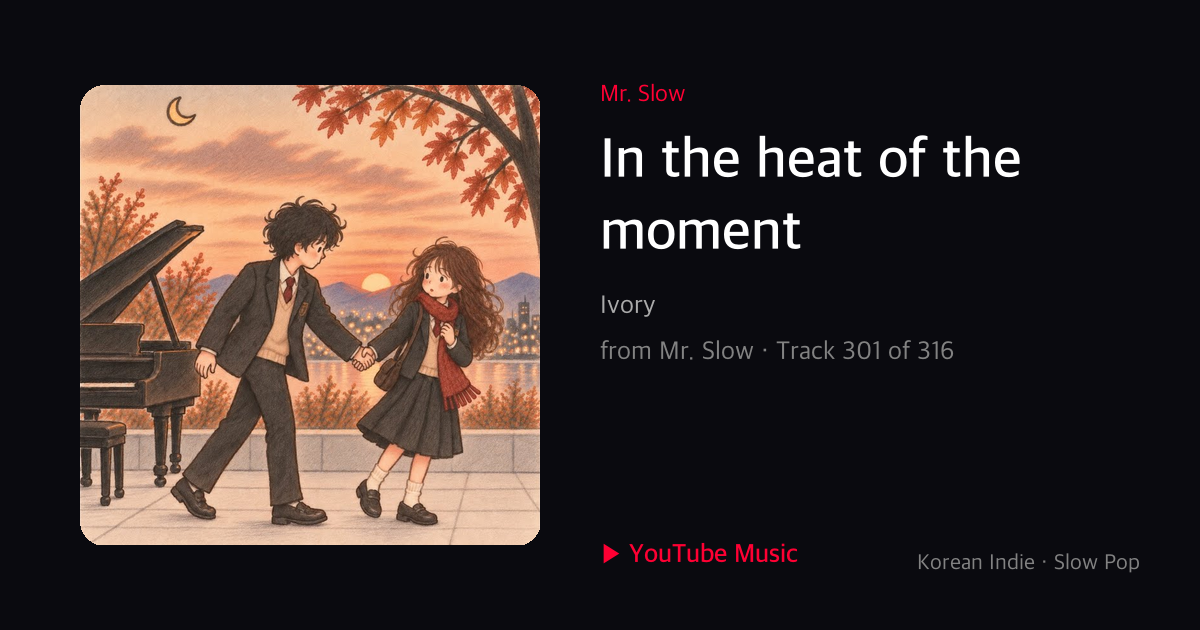 Mr. Slow
In the heat of the
moment
Ivory
from Mr. Slow · Track 301 of 316
YouTube Music
Korean Indie · Slow Pop